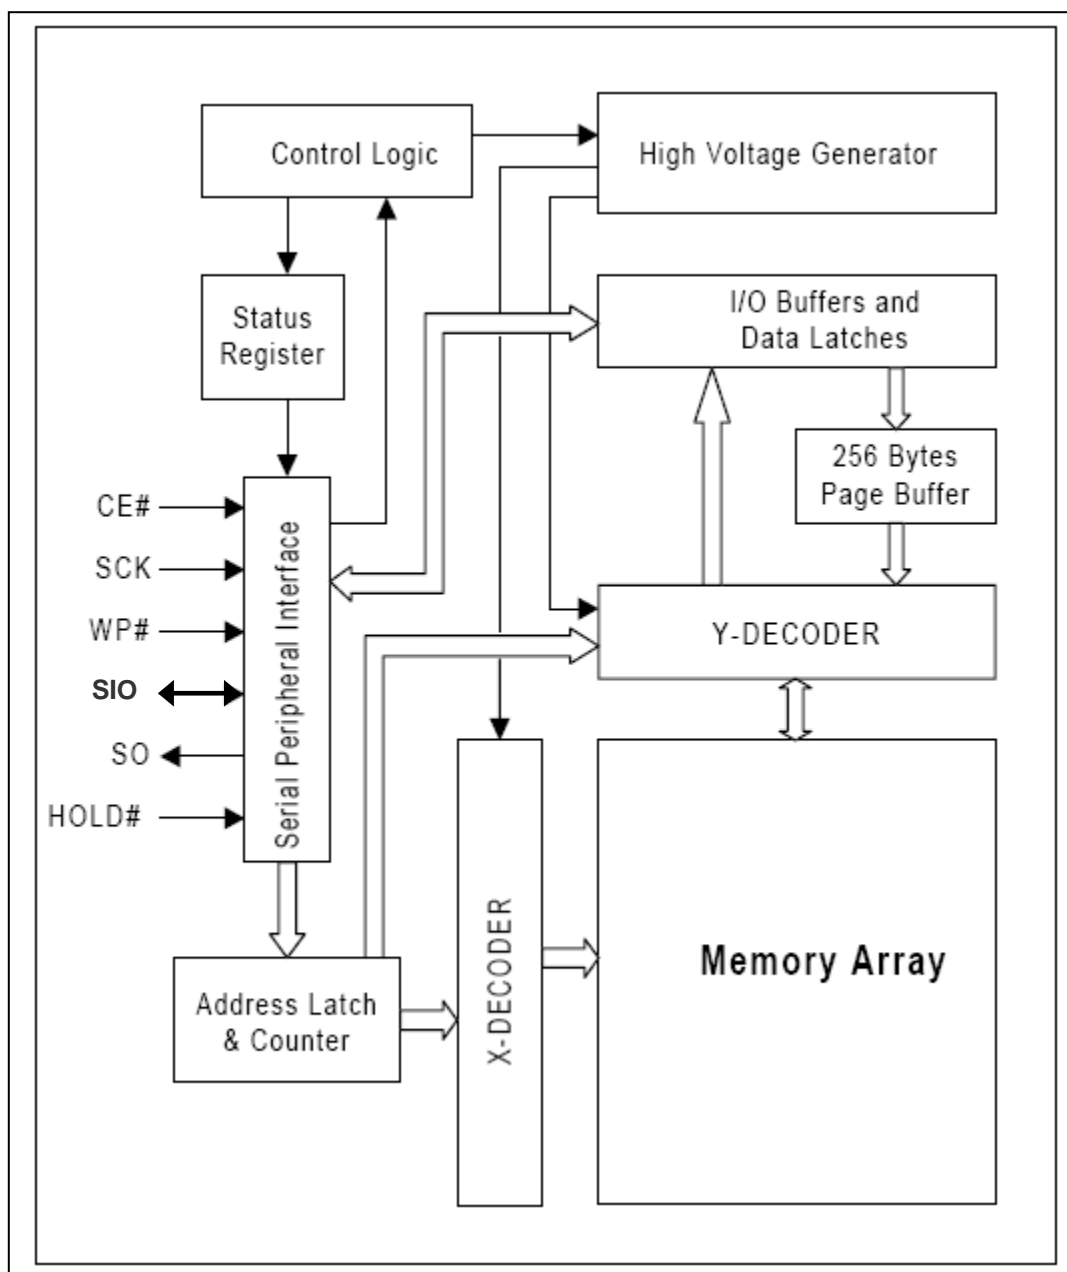 Control Logic
High Voltage Generator
Status
Register
I/O Buffers and
Data Latches
256 Bytes
Page Buffer
CE#
SCK
WP#
SIO
SO
HOLD#
Serial Peripheral Interface
Y-DECODER
Address Latch
& Counter
X-DECODER
Memory Array